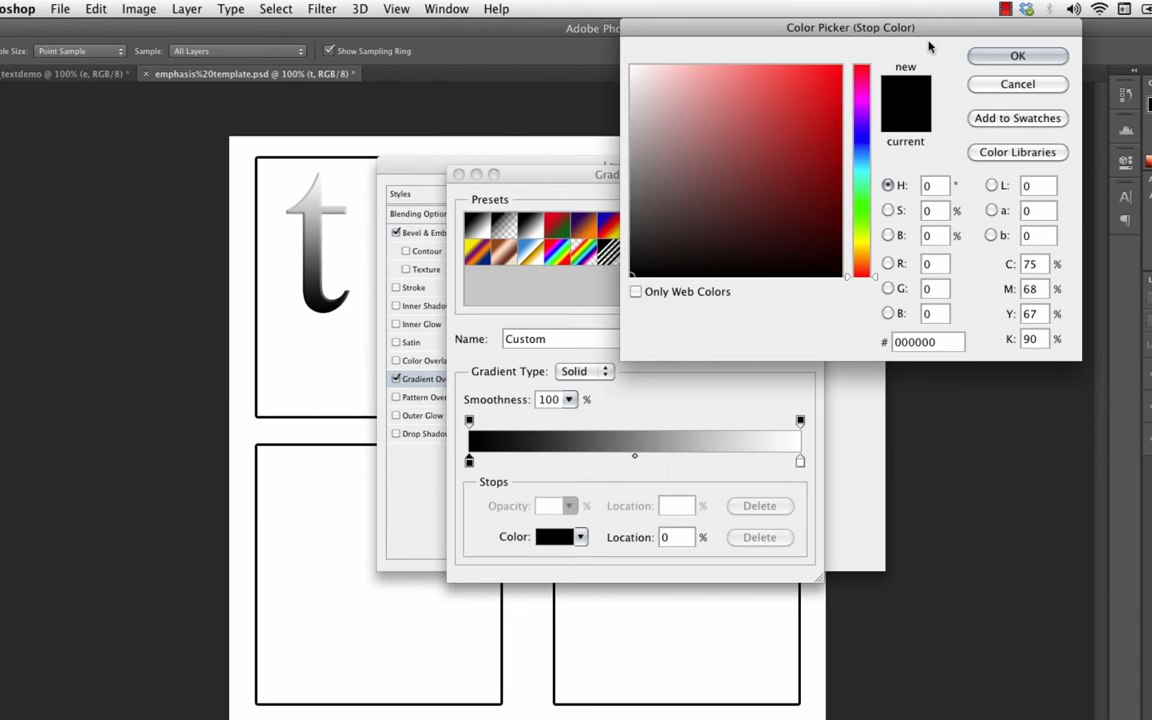 oshop File Edit Image Layer Type Select Filter 3D View Window Help
Adobe Pho
le Size: Point Sample Sample: All Layers Show Sampling Ring
_textdemo @ 100% (e, RGB/8) * × emphasis%20template.psd @ 100% (t, RGB/8) *
Color Picker (Stop Color)
new
current
OK
Cancel
Add to Swatches
Color Libraries
H: 0 ° L: 0
S: 0 % a: 0
B: 0 % b: 0
R: 0 C: 75 %
G: 0 M: 68 %
B: 0 Y: 67 %
# 000000 K: 90 %
Only Web Colors
t
Styles
Blending Optio
Bevel & Emb
Contour
Texture
Stroke
Inner Shado
Inner Glow
Satin
Color Overla
Gradient Ov
Pattern Over
Outer Glow
Drop Shado
Grad
Presets
Name: Custom
Gradient Type: Solid
Smoothness: 100 %
Stops
Opacity: % Location: % Delete
Color: Location: 0 % Delete